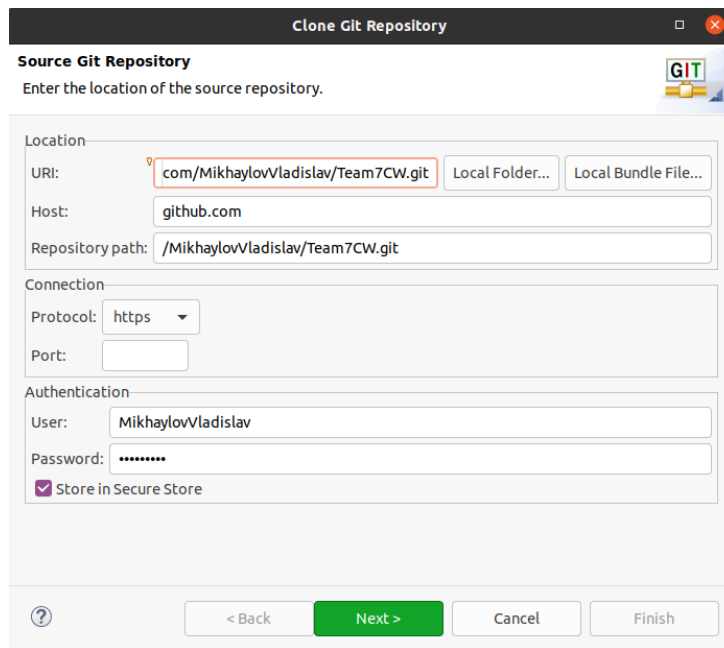 Clone Git Repository
Source Git Repository
Enter the location of the source repository.
GIT
Location
URI: com/MikhaylovVladislav/Team7CW.git Local Folder... Local Bundle File...
Host: github.com
Repository path: /MikhaylovVladislav/Team7CW.git
Connection
Protocol: https
Port:
Authentication
User: MikhaylovVladislav
Password: •••••••••
Store in Secure Store
? < Back Next > Cancel Finish